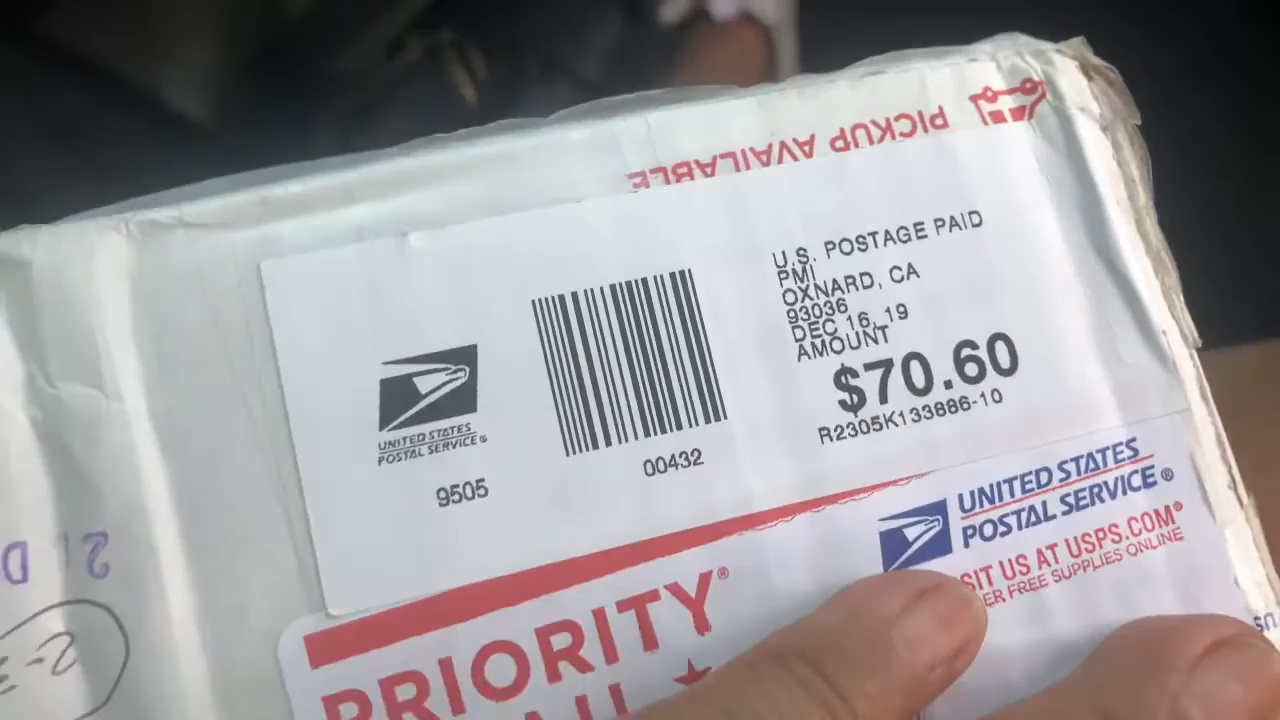 PICKUP AVAILABLE
U.S. POSTAGE PAID
PMI
OXNARD, CA
93036
DEC 16, 19
AMOUNT
$70.60
R2305K133886-10
UNITED STATES
POSTAL SERVICE®
9505
00432
UNITED STATES
POSTAL SERVICE®
SIT US AT USPS.COM®
ER FREE SUPPLIES ONLINE
PRIORITY®
21 D